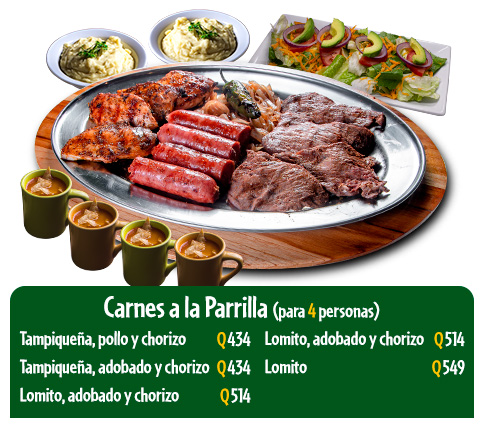 Carnes a la Parrilla (para 4 personas)
Tampiqueña, pollo y chorizo Q434
Tampiqueña, adobado y chorizo Q434
Lomito, adobado y chorizo Q514
Lomito, adobado y chorizo Q514
Lomito Q549